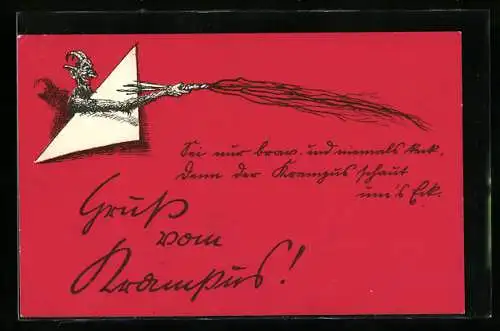 Sei nur brav und niemals keck,
Denn der Krampus schaut
um's Eck.
Gruß
vom
Krampus!